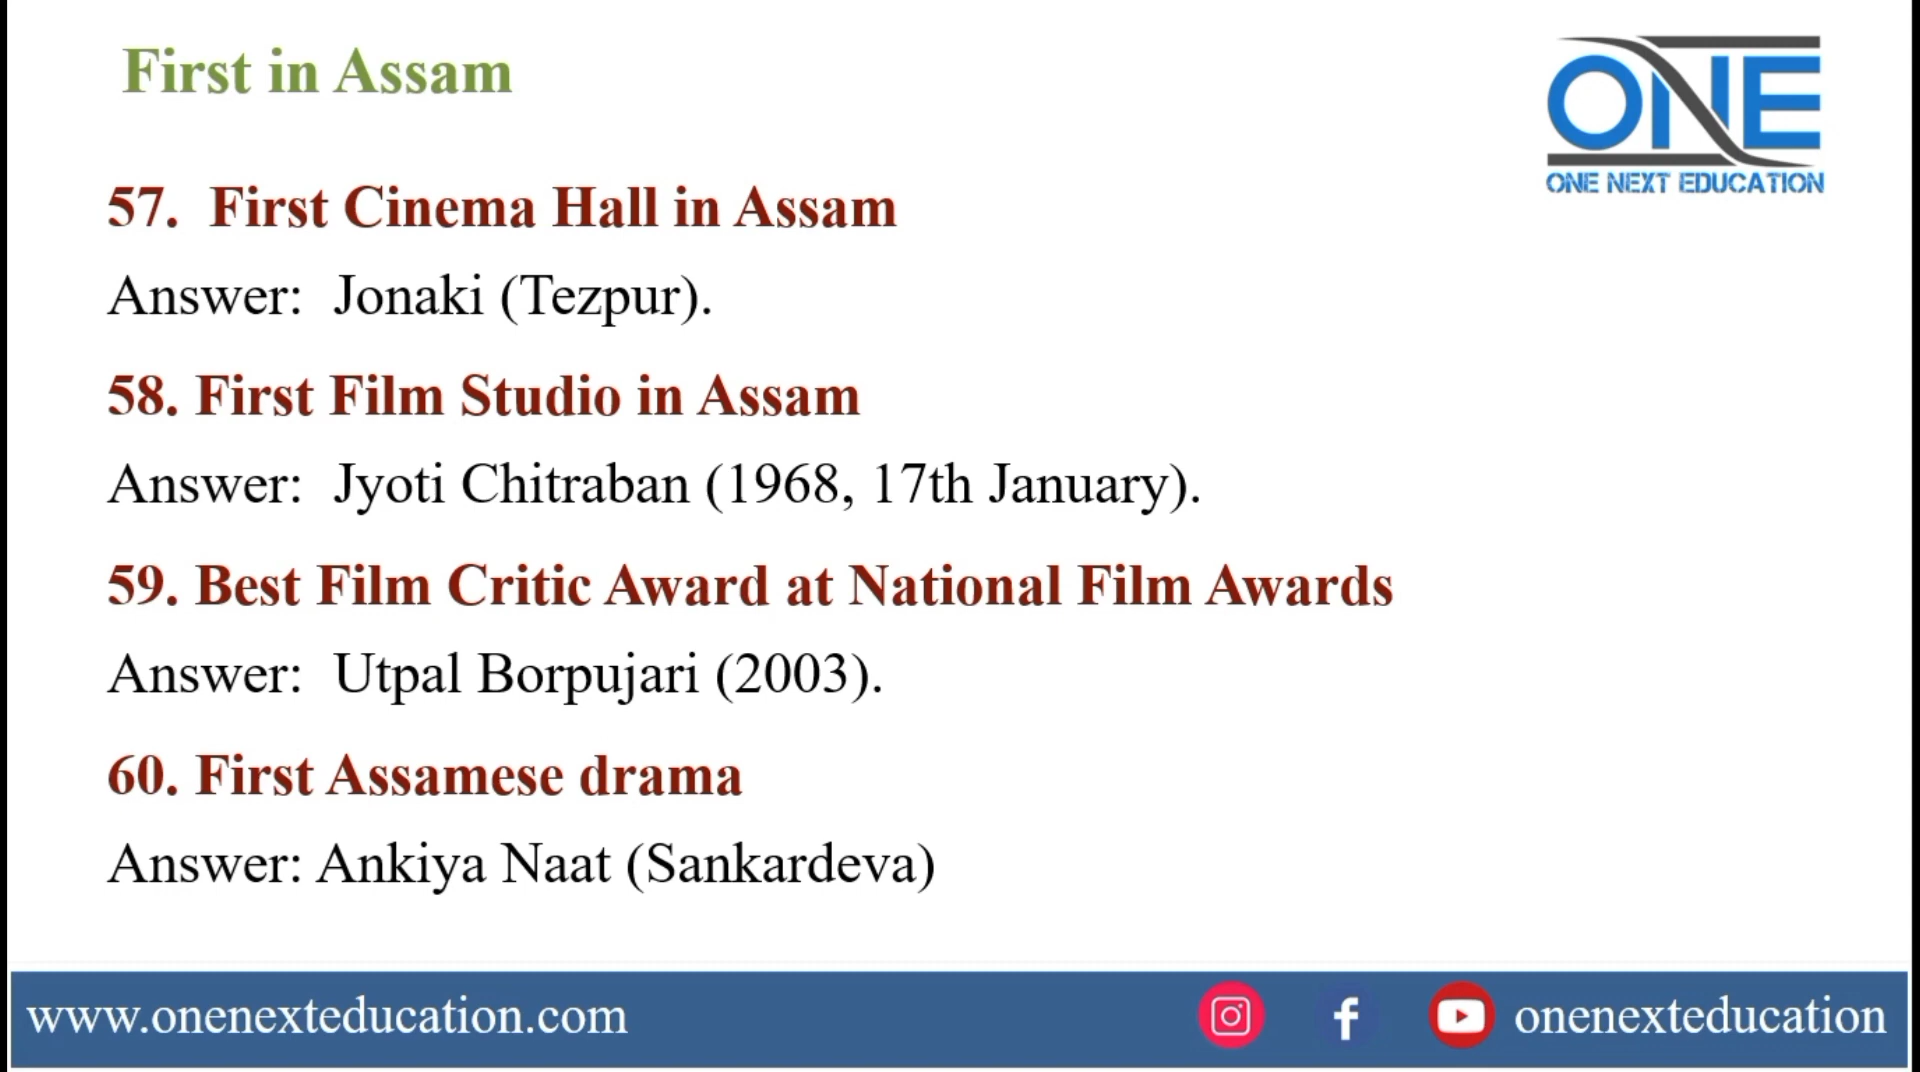 First in Assam
ONE
ONE NEXT EDUCATION
57. First Cinema Hall in Assam
Answer: Jonaki (Tezpur).
58. First Film Studio in Assam
Answer: Jyoti Chitraban (1968, 17th January).
59. Best Film Critic Award at National Film Awards
Answer: Utpal Borpujari (2003).
60. First Assamese drama
Answer: Ankiya Naat (Sankardeva)
www.onenexteducation.com
onenexteducation